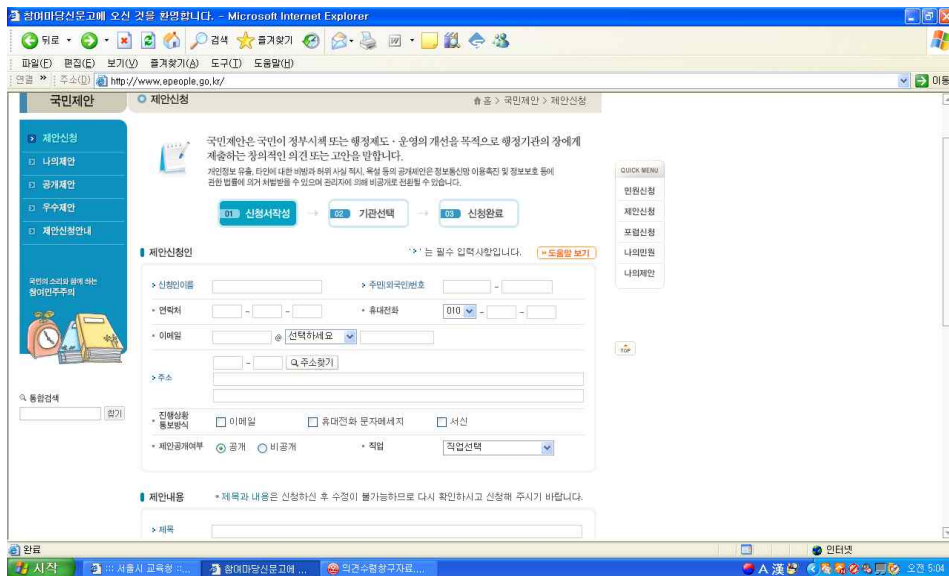 참여마당신문고에 오신 것을 환영합니다. - Microsoft Internet Explorer
뒤로 검색 즐겨찾기
파일(F) 편집(E) 보기(V) 즐겨찾기(A) 도구(T) 도움말(H)
연결 » 주소(D) http://www.epeople.go.kr/ 이동
국민제안
제안신청
나의제안
공개제안
우수제안
제안신청안내
국민의 소리와 함께 하는
참여민주주의
통합검색
찾기
제안신청 홈 > 국민제안 > 제안신청
국민제안은 국민이 정부시책 또는 행정제도·운영의 개선을 목적으로 행정기관의 장에게
제출하는 창의적인 의견 또는 고안을 말합니다.
개인정보 유출, 타인에 대한 비방과 허위 사실 적시, 욕설 등의 공개제안은 정보통신망 이용촉진 및 정보보호 등에
관한 법률에 의거 처벌받을 수 있으며 관리자에 의해 비공개로 전환될 수 있습니다.
01 신청서작성 → 02 기관선택 → 03 신청완료
제안신청인 '>' 는 필수 입력사항입니다. 도움말 보기
> 신청인이름 > 주민(외국인)번호 -
연락처 - - 휴대전화 010 - -
이메일 @ 선택하세요
- 주소찾기
> 주소
진행상황
통보방식 이메일 휴대전화 문자메세지 서신
제안공개여부 공개 비공개 직업 직업선택
제안내용 * 제목과 내용은 신청하신 후 수정이 불가능하므로 다시 확인하시고 신청해 주시기 바랍니다.
> 제목
QUICK MENU
민원신청
제안신청
포럼신청
나의민원
나의제안
TOP
완료 인터넷
시작 ::: 서울시 교육청 ::... 참여마당신문고에 ... 의견수렴창구자료.... A 漢 오전 5:04